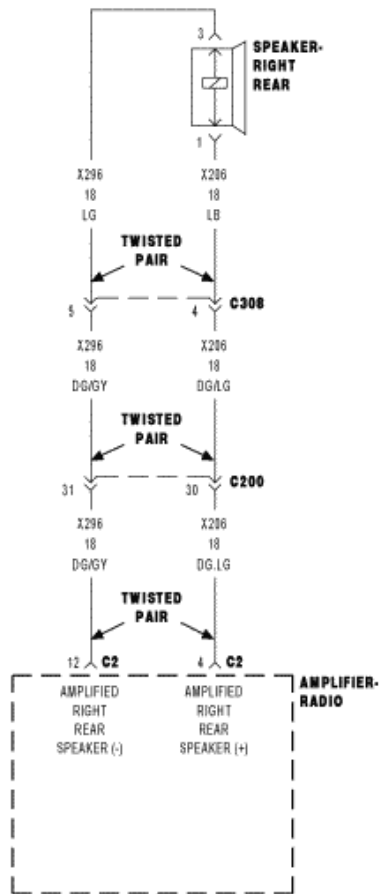 3
SPEAKER-
RIGHT
REAR
1
X296
18
LG
X206
18
LB
TWISTED
PAIR
5
4
C308
X296
18
DG/GY
X206
18
DG/LG
TWISTED
PAIR
31
30
C200
X296
18
DG/GY
X206
18
DG.LG
TWISTED
PAIR
12
C2
4
C2
AMPLIFIED
RIGHT
REAR
SPEAKER (-)
AMPLIFIED
RIGHT
REAR
SPEAKER (+)
AMPLIFIER-
RADIO